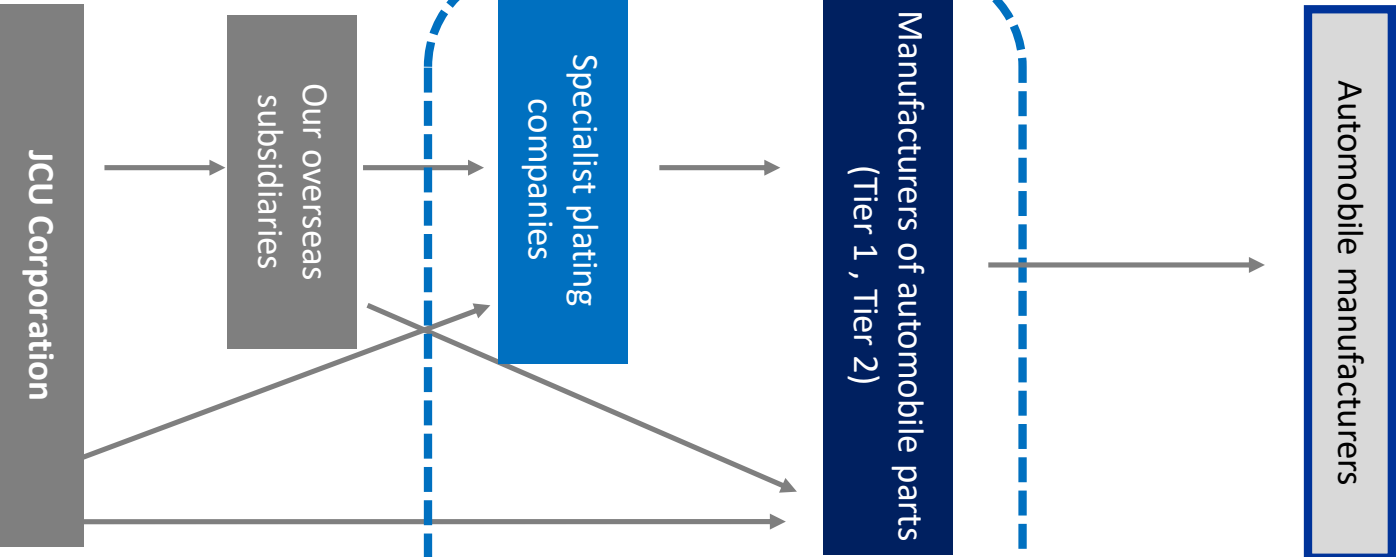 JCU Corporation
Our overseas
subsidiaries
Specialist plating
companies
Manufacturers of automobile parts
(Tier 1 , Tier 2)
Automobile manufacturers